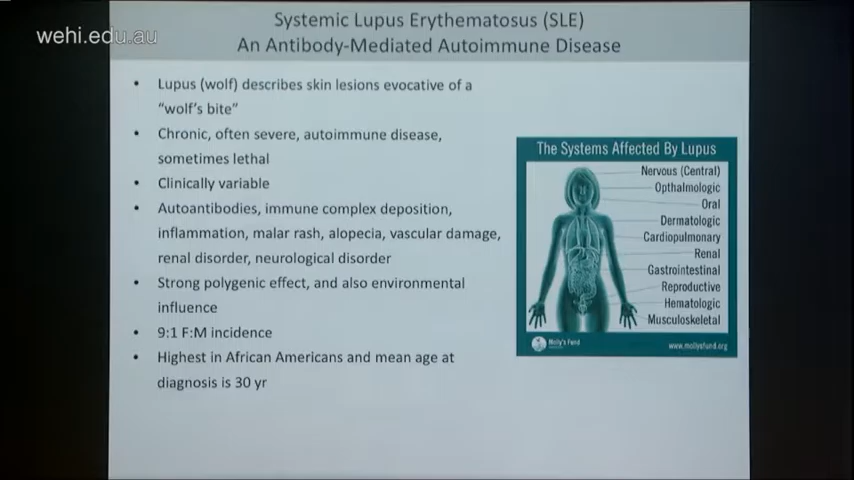 wehi.edu.au
Systemic Lupus Erythematosus (SLE)
An Antibody-Mediated Autoimmune Disease
• Lupus (wolf) describes skin lesions evocative of a
“wolf’s bite”
• Chronic, often severe, autoimmune disease,
sometimes lethal
• Clinically variable
• Autoantibodies, immune complex deposition,
inflammation, malar rash, alopecia, vascular damage,
renal disorder, neurological disorder
• Strong polygenic effect, and also environmental
influence
• 9:1 F:M incidence
• Highest in African Americans and mean age at
diagnosis is 30 yr
The Systems Affected By Lupus
Nervous (Central)
Opthalmologic
Oral
Dermatologic
Cardiopulmonary
Renal
Gastrointestinal
Reproductive
Hematologic
Musculoskeletal
Molly's Fund
www.mollysfund.org